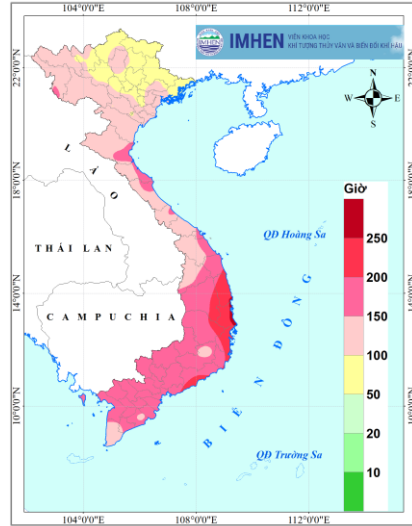 IMHEN
VIỆN KHOA HỌC
KHÍ TƯỢNG THỦY VĂN VÀ BIẾN ĐỔI KHÍ HẬU
104°0'0"E
108°0'0"E
112°0'0"E
22°0'0"N
18°0'0"N
14°0'0"N
10°0'0"N
N
W
E
S
LÀO
THÁI LAN
CAMPUCHIA
QĐ Hoàng Sa
BIỂN ĐÔNG
QĐ Trường Sa
Giờ
250
200
150
100
50
20
10
104°0'0"E
108°0'0"E
112°0'0"E